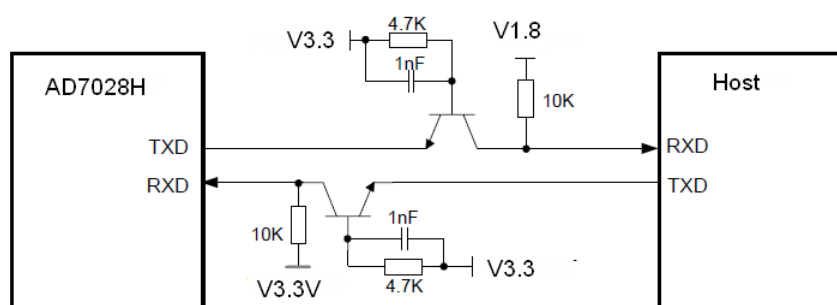 4.7K
V3.3
V1.8
1nF
AD7028H
Host
10K
TXD
RXD
RXD
TXD
1nF
10K
V3.3
V3.3V
4.7K